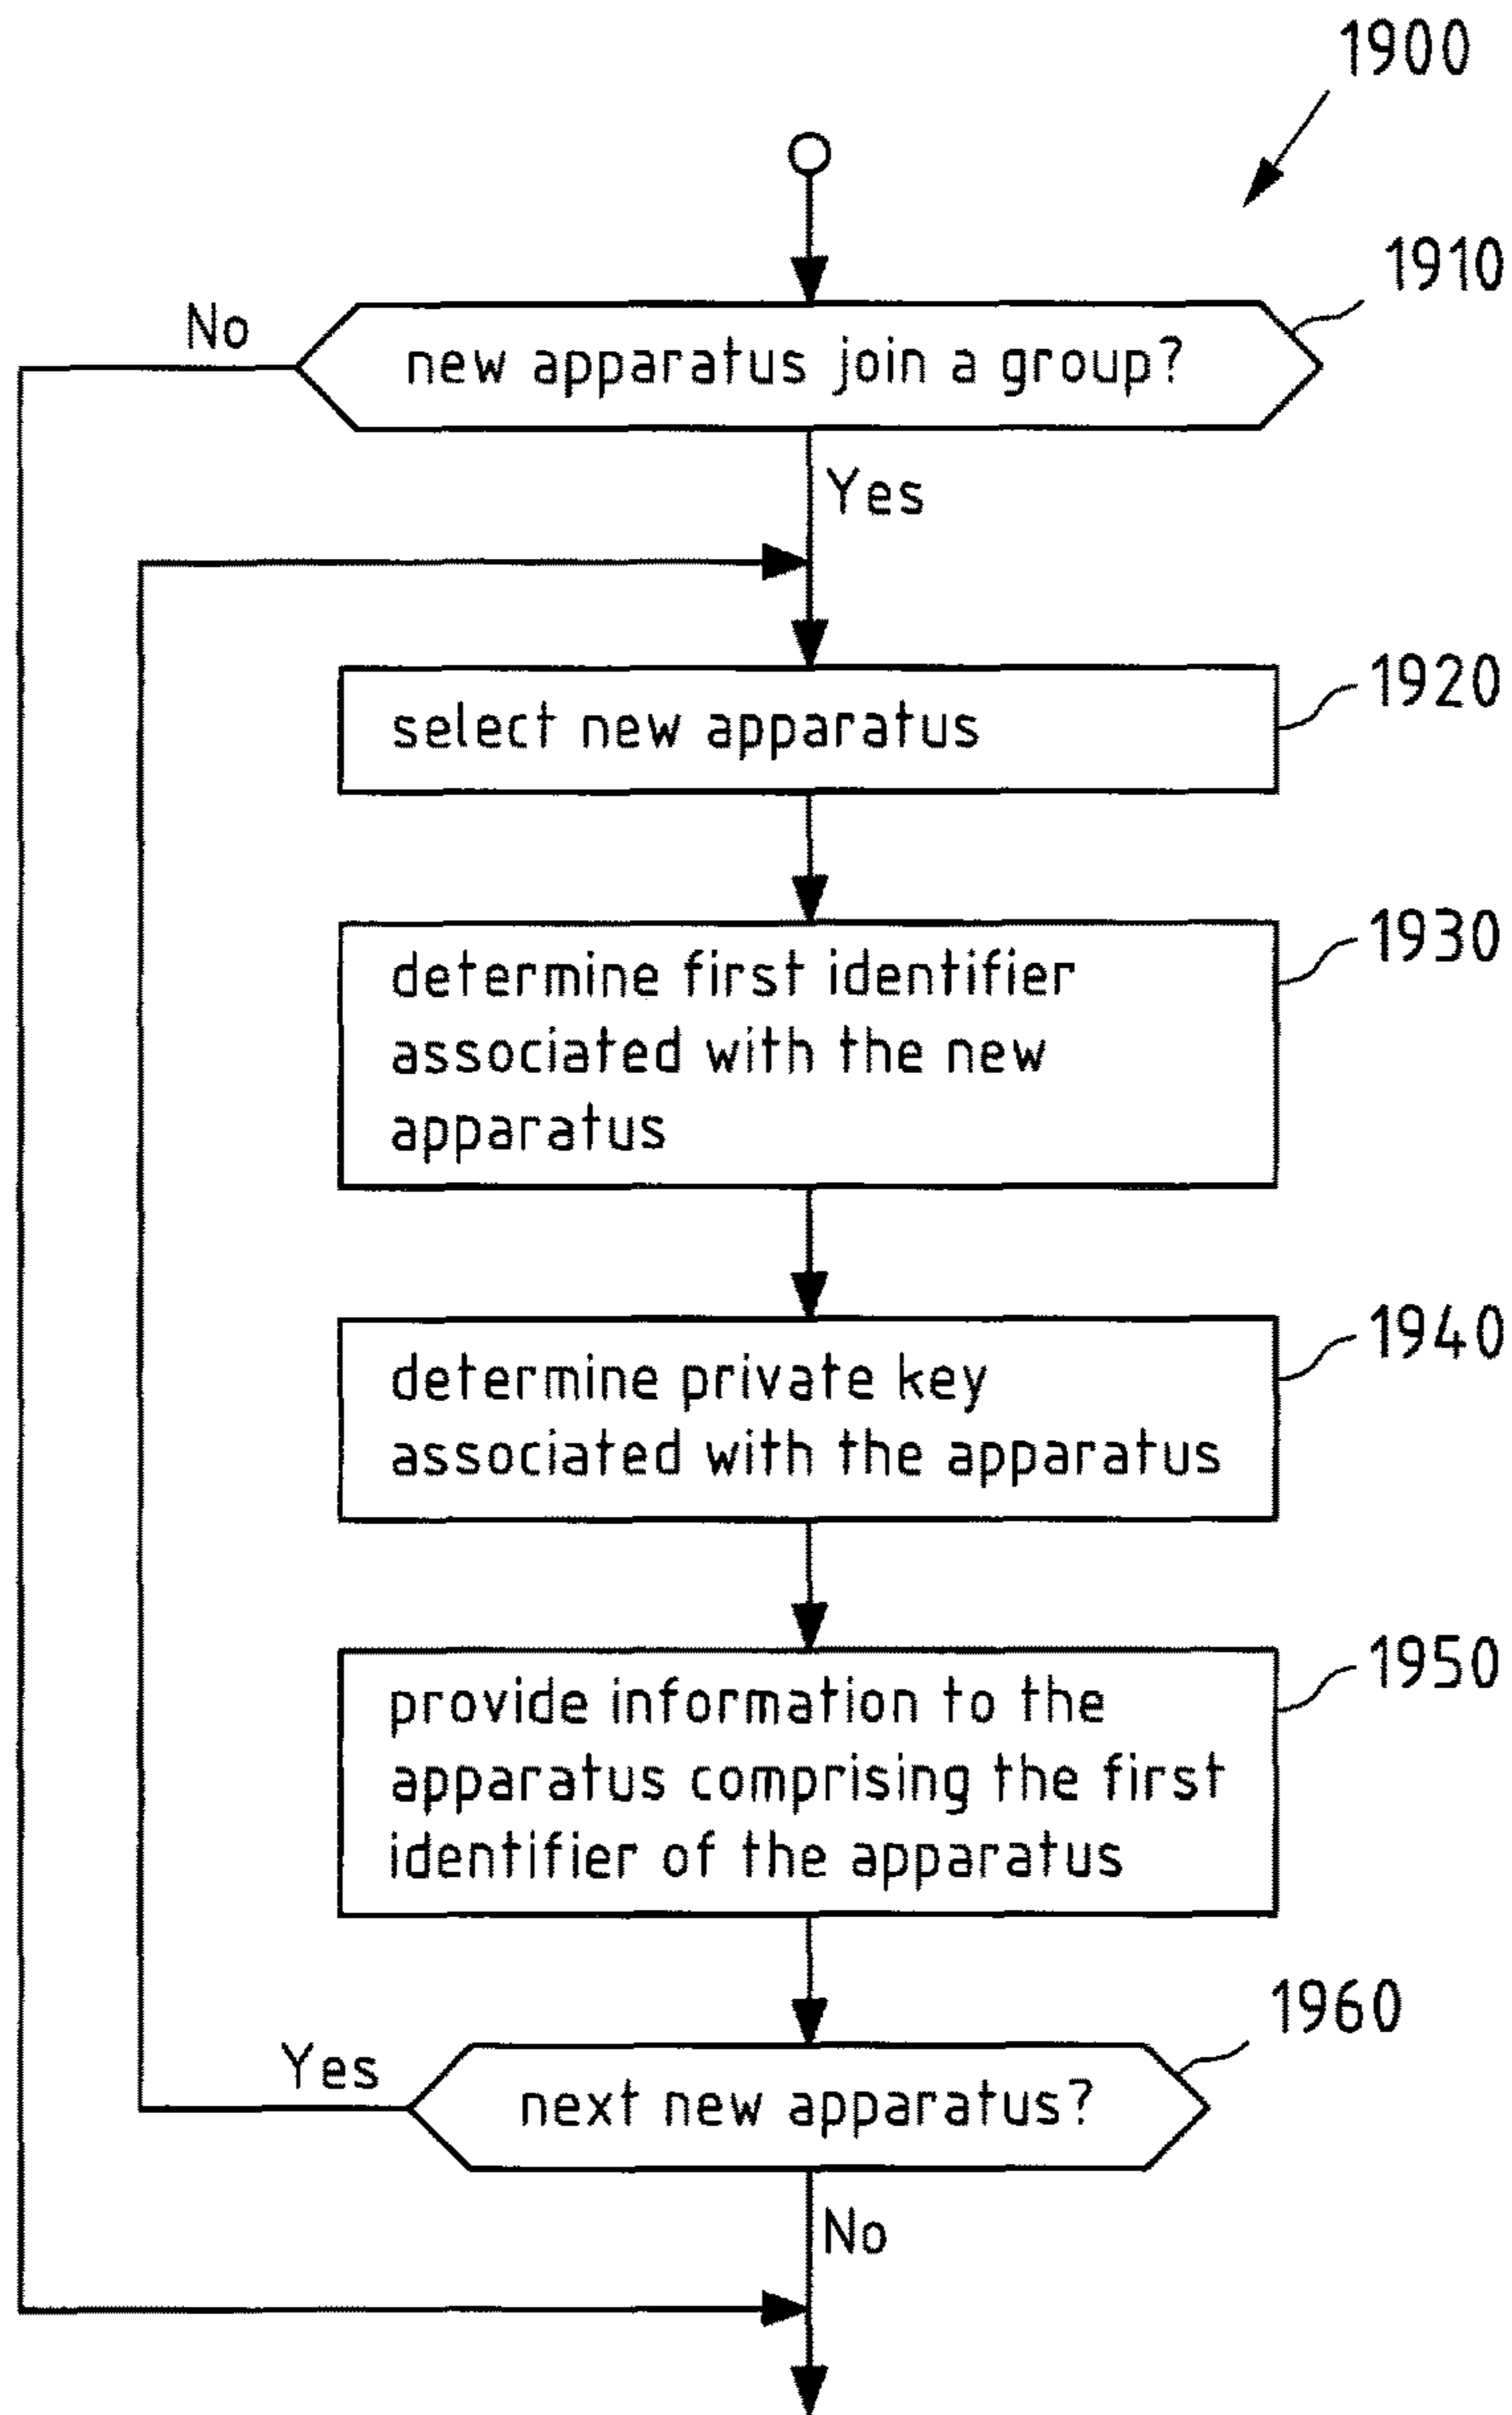 1900
1910
No
new apparatus join a group?
Yes
select new apparatus
1920
determine first identifier
associated with the new
apparatus
1930
determine private key
associated with the apparatus
1940
provide information to the
apparatus comprising the first
identifier of the apparatus
1950
1960
Yes
next new apparatus?
No